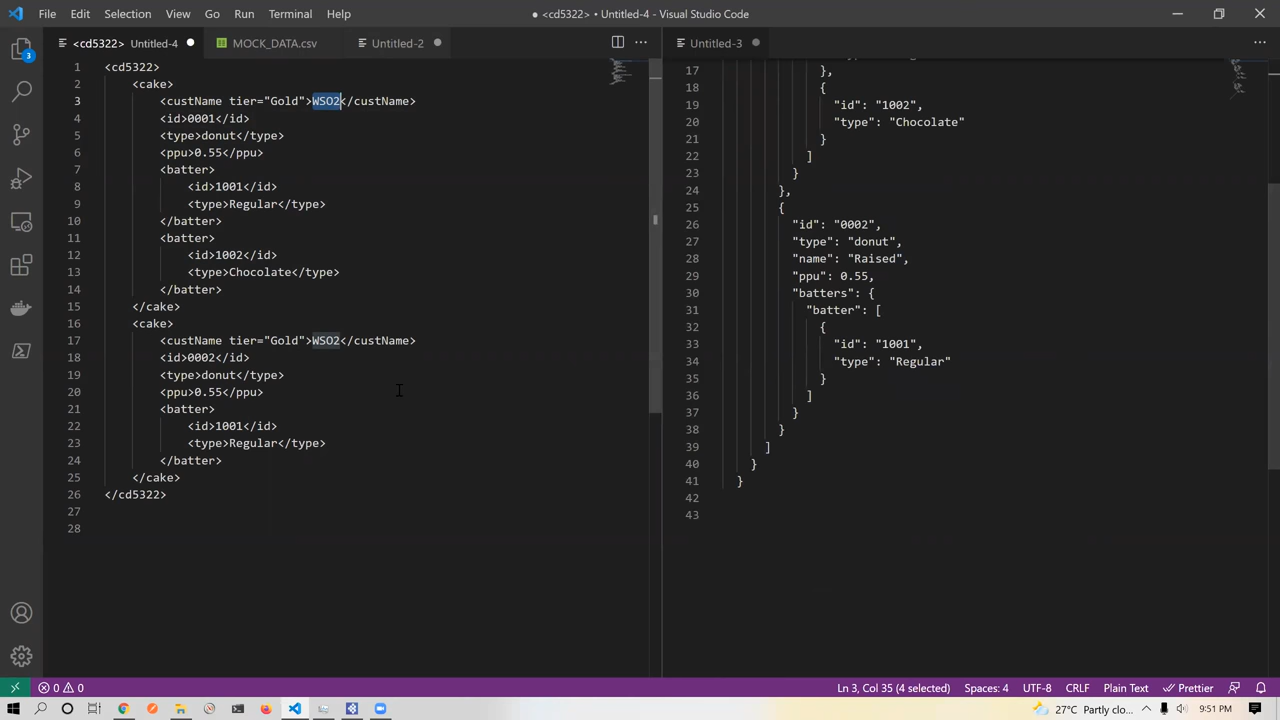 File Edit Selection View Go Run Terminal Help
● <cd5322> • Untitled-4 - Visual Studio Code
3
<cd5322> Untitled-4
MOCK_DATA.csv
Untitled-2
Untitled-3
1 <cd5322>
2 <cake>
3 <custName tier="Gold">WSO2</custName>
4 <id>0001</id>
5 <type>donut</type>
6 <ppu>0.55</ppu>
7 <batter>
8 <id>1001</id>
9 <type>Regular</type>
10 </batter>
11 <batter>
12 <id>1002</id>
13 <type>Chocolate</type>
14 </batter>
15 </cake>
16 <cake>
17 <custName tier="Gold">WSO2</custName>
18 <id>0002</id>
19 <type>donut</type>
20 <ppu>0.55</ppu>
21 <batter>
22 <id>1001</id>
23 <type>Regular</type>
24 </batter>
25 </cake>
26 </cd5322>
27
28
17 },
18 {
19 "id": "1002",
20 "type": "Chocolate"
21 }
22 ]
23 }
24 },
25 {
26 "id": "0002",
27 "type": "donut",
28 "name": "Raised",
29 "ppu": 0.55,
30 "batters": {
31 "batter": [
32 {
33 "id": "1001",
34 "type": "Regular"
35 }
36 ]
37 }
38 }
39 ]
40 }
41 }
42
43
0 0
Ln 3, Col 35 (4 selected) Spaces: 4 UTF-8 CRLF Plain Text Prettier
27°C Partly clo... 9:51 PM